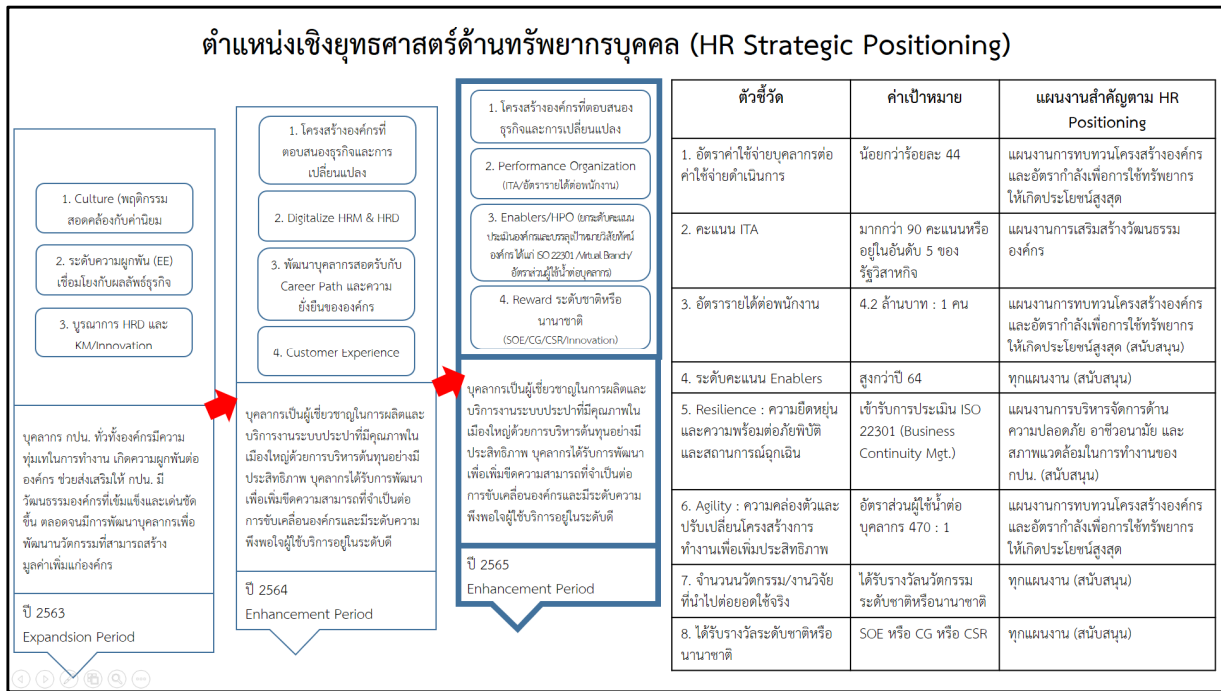 ตำแหน่งเชิงยุทธศาสตร์ด้านทรัพยากรบุคคล (HR Strategic Positioning)
1. Culture (พฤติกรรม
สอดคล้องกับค่านิยม
2. ระดับความผูกพัน (EE)
เชื่อมโยงกับผลลัพธ์ธุรกิจ
3. บูรณาการ HRD และ
KM/Innovation
บุคลากร กปน. ทั่วทั้งองค์กรมีความ
ทุ่มเทในการทำงาน เกิดความผูกพันต่อ
องค์กร ช่วยส่งเสริมให้ กปน. มี
วัฒนธรรมองค์กรที่เข้มแข็งและเด่นชัด
ขึ้น ตลอดจนมีการพัฒนาบุคลากรเพื่อ
พัฒนานวัตกรรมที่สามารถสร้าง
มูลค่าเพิ่มแก่องค์กร
ปี 2563
Expandsion Period
1. โครงสร้างองค์กรที่
ตอบสนองธุรกิจและการ
เปลี่ยนแปลง
2. Digitalize HRM & HRD
3. พัฒนาบุคลากรสอดรับกับ
Career Path และความ
ยั่งยืนขององค์กร
4. Customer Experience
บุคลากรเป็นผู้เชี่ยวชาญในการผลิตและ
บริการงานระบบประปาที่มีคุณภาพใน
เมืองใหญ่ด้วยการบริหารต้นทุนอย่างมี
ประสิทธิภาพ บุคลากรได้รับการพัฒนา
เพื่อเพิ่มขีดความสามารถที่จำเป็นต่อ
การขับเคลื่อนองค์กรและมีระดับความ
พึงพอใจผู้ใช้บริการอยู่ในระดับดี
ปี 2564
Enhancement Period
1. โครงสร้างองค์กรที่ตอบสนอง
ธุรกิจและการเปลี่ยนแปลง
2. Performance Organization
(ITA/อัตรารายได้ต่อพนักงาน)
3. Enablers/HPO (ยกระดับคะแนน
ประเมินองค์กรและบรรลุเป้าหมายวิสัยทัศน์
องค์กร ได้แก่ ISO 22301 /Virtual Branch/
อัตราส่วนผู้ใช้น้ำต่อบุคลากร)
4. Reward ระดับชาติหรือ
นานาชาติ
(SOE/CG/CSR/Innovation)
บุคลากรเป็นผู้เชี่ยวชาญในการผลิตและ
บริการงานระบบประปาที่มีคุณภาพใน
เมืองใหญ่ด้วยการบริหารต้นทุนอย่างมี
ประสิทธิภาพ บุคลากรได้รับการพัฒนา
เพื่อเพิ่มขีดความสามารถที่จำเป็นต่อ
การขับเคลื่อนองค์กรและมีระดับความ
พึงพอใจผู้ใช้บริการอยู่ในระดับดี
ปี 2565
Enhancement Period
ตัวชี้วัด
ค่าเป้าหมาย
แผนงานสำคัญตาม HR
Positioning
1. อัตราค่าใช้จ่ายบุคลากรต่อ
ค่าใช้จ่ายดำเนินการ
น้อยกว่าร้อยละ 44
แผนงานการทบทวนโครงสร้างองค์กร
และอัตรากำลังเพื่อการใช้ทรัพยากร
ให้เกิดประโยชน์สูงสุด
2. คะแนน ITA
มากกว่า 90 คะแนนหรือ
อยู่ในอันดับ 5 ของ
รัฐวิสาหกิจ
แผนงานการเสริมสร้างวัฒนธรรม
องค์กร
3. อัตรารายได้ต่อพนักงาน
4.2 ล้านบาท : 1 คน
แผนงานการทบทวนโครงสร้างองค์กร
และอัตรากำลังเพื่อการใช้ทรัพยากร
ให้เกิดประโยชน์สูงสุด (สนับสนุน)
4. ระดับคะแนน Enablers
สูงกว่าปี 64
ทุกแผนงาน (สนับสนุน)
5. Resilience : ความยืดหยุ่น
และความพร้อมต่อภัยพิบัติ
และสถานการณ์ฉุกเฉิน
เข้ารับการประเมิน ISO
22301 (Business
Continuity Mgt.)
แผนงานการบริหารจัดการด้าน
ความปลอดภัย อาชีวอนามัย และ
สภาพแวดล้อมในการทำงานของ
กปน. (สนับสนุน)
6. Agility : ความคล่องตัวและ
ปรับเปลี่ยนโครงสร้างการ
ทำงานเพื่อเพิ่มประสิทธิภาพ
อัตราส่วนผู้ใช้น้ำต่อ
บุคลากร 470 : 1
แผนงานการทบทวนโครงสร้างองค์กร
และอัตรากำลังเพื่อการใช้ทรัพยากร
ให้เกิดประโยชน์สูงสุด
7. จำนวนนวัตกรรม/งานวิจัย
ที่นำไปต่อยอดใช้จริง
ได้รับรางวัลนวัตกรรม
ระดับชาติหรือนานาชาติ
ทุกแผนงาน (สนับสนุน)
8. ได้รับรางวัลระดับชาติหรือ
นานาชาติ
SOE หรือ CG หรือ CSR
ทุกแผนงาน (สนับสนุน)